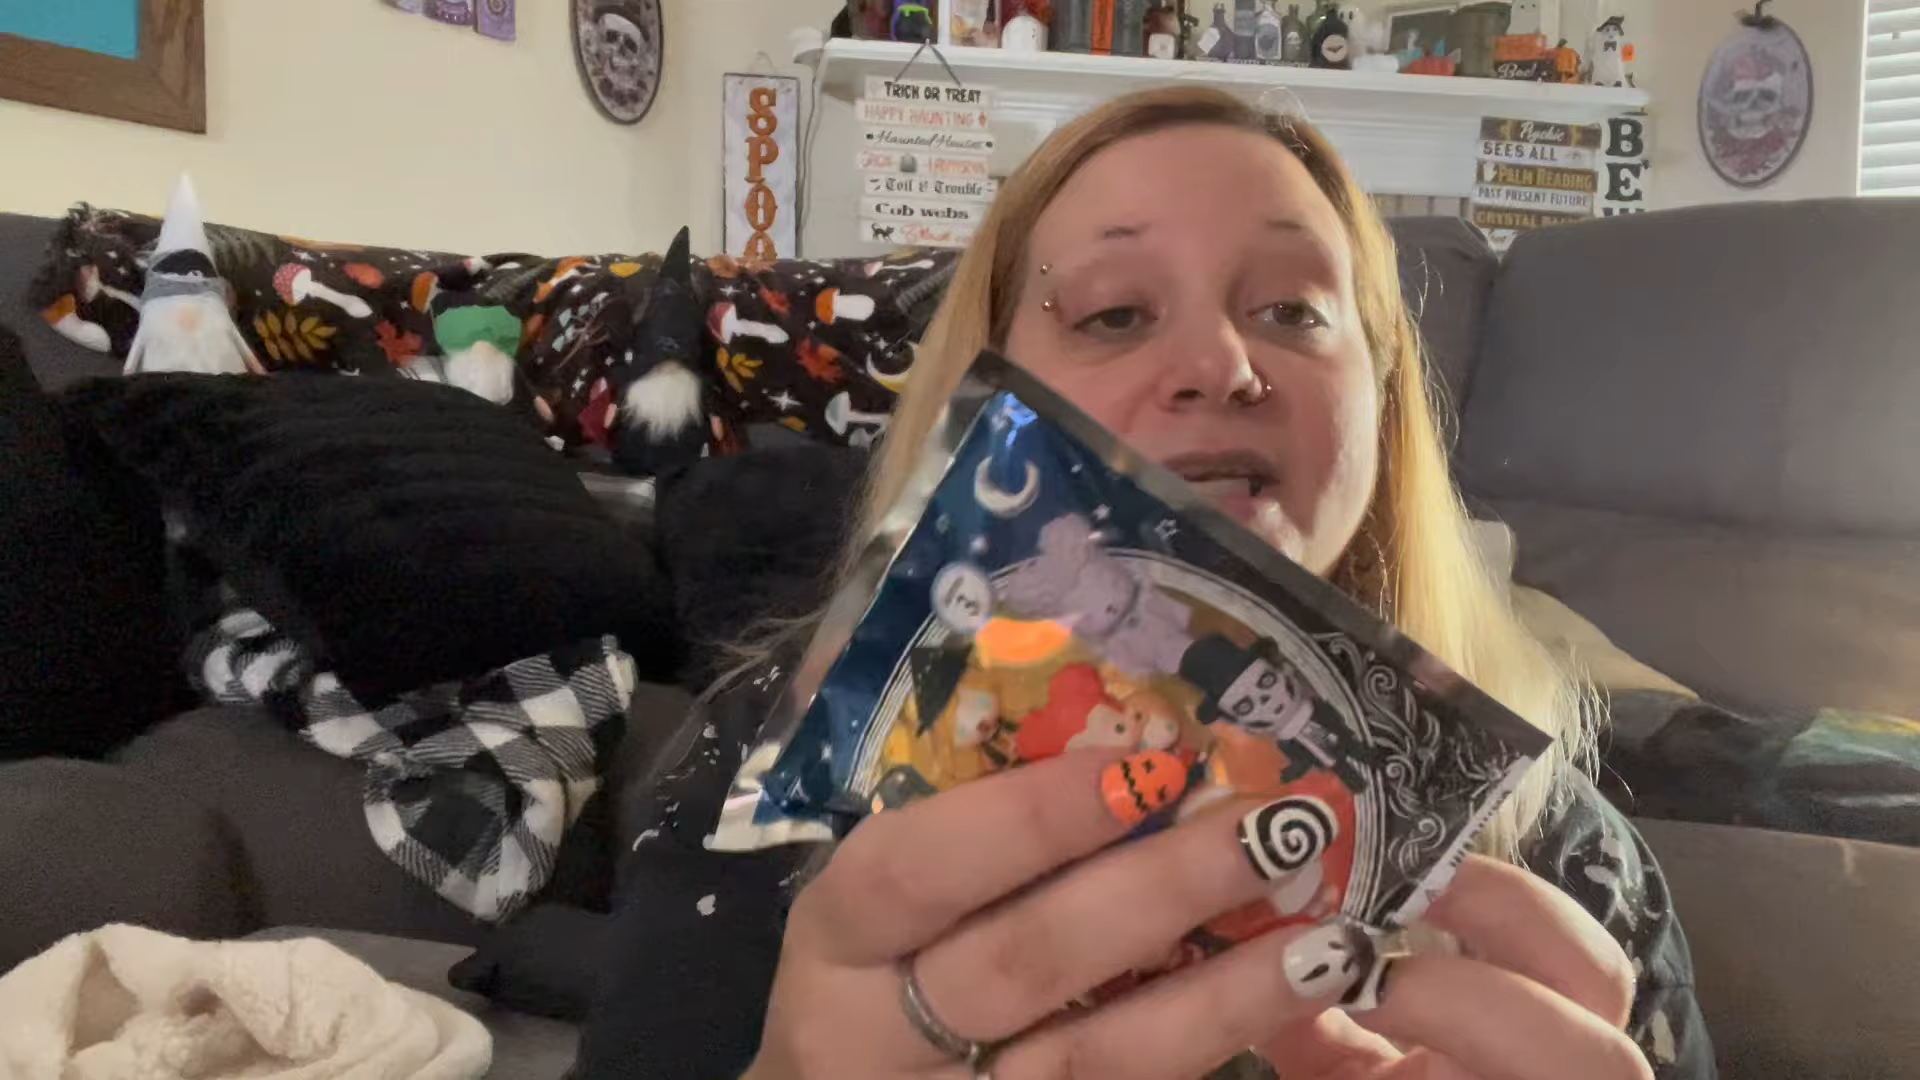 SPOO
TRICK OR TREAT
HAPPY HAUNTING
Haunted Houses
Toil & Trouble
Cob webs
Boo!
Psychic
SEES ALL
PALM READING
PAST PRESENT FUTURE
CRYSTAL
BE
3